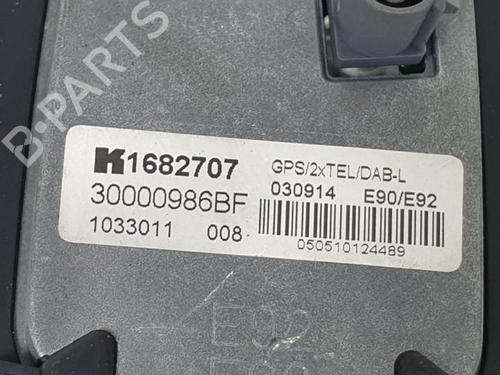 B-PARTS
K1682707
GPS/2xTEL/DAB-L
30000986BF
030914 E90/E92
1033011 008
050510124489
E92